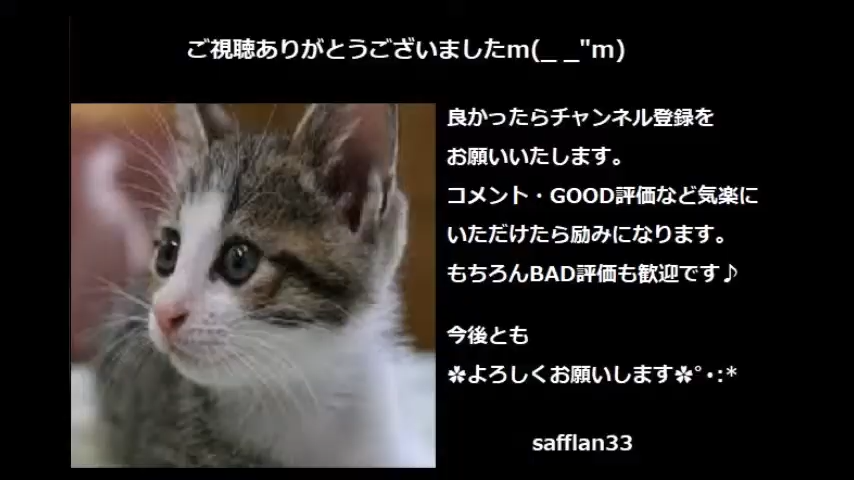 ご視聴ありがとうございましたm(_ _"m)
良かったらチャンネル登録を
お願いいたします。
コメント・GOOD評価など気楽に
いただけたら励みになります。
もちろんBAD評価も歓迎です♪
今後とも
✿よろしくお願いします✿ﾟ･:*
safflan33